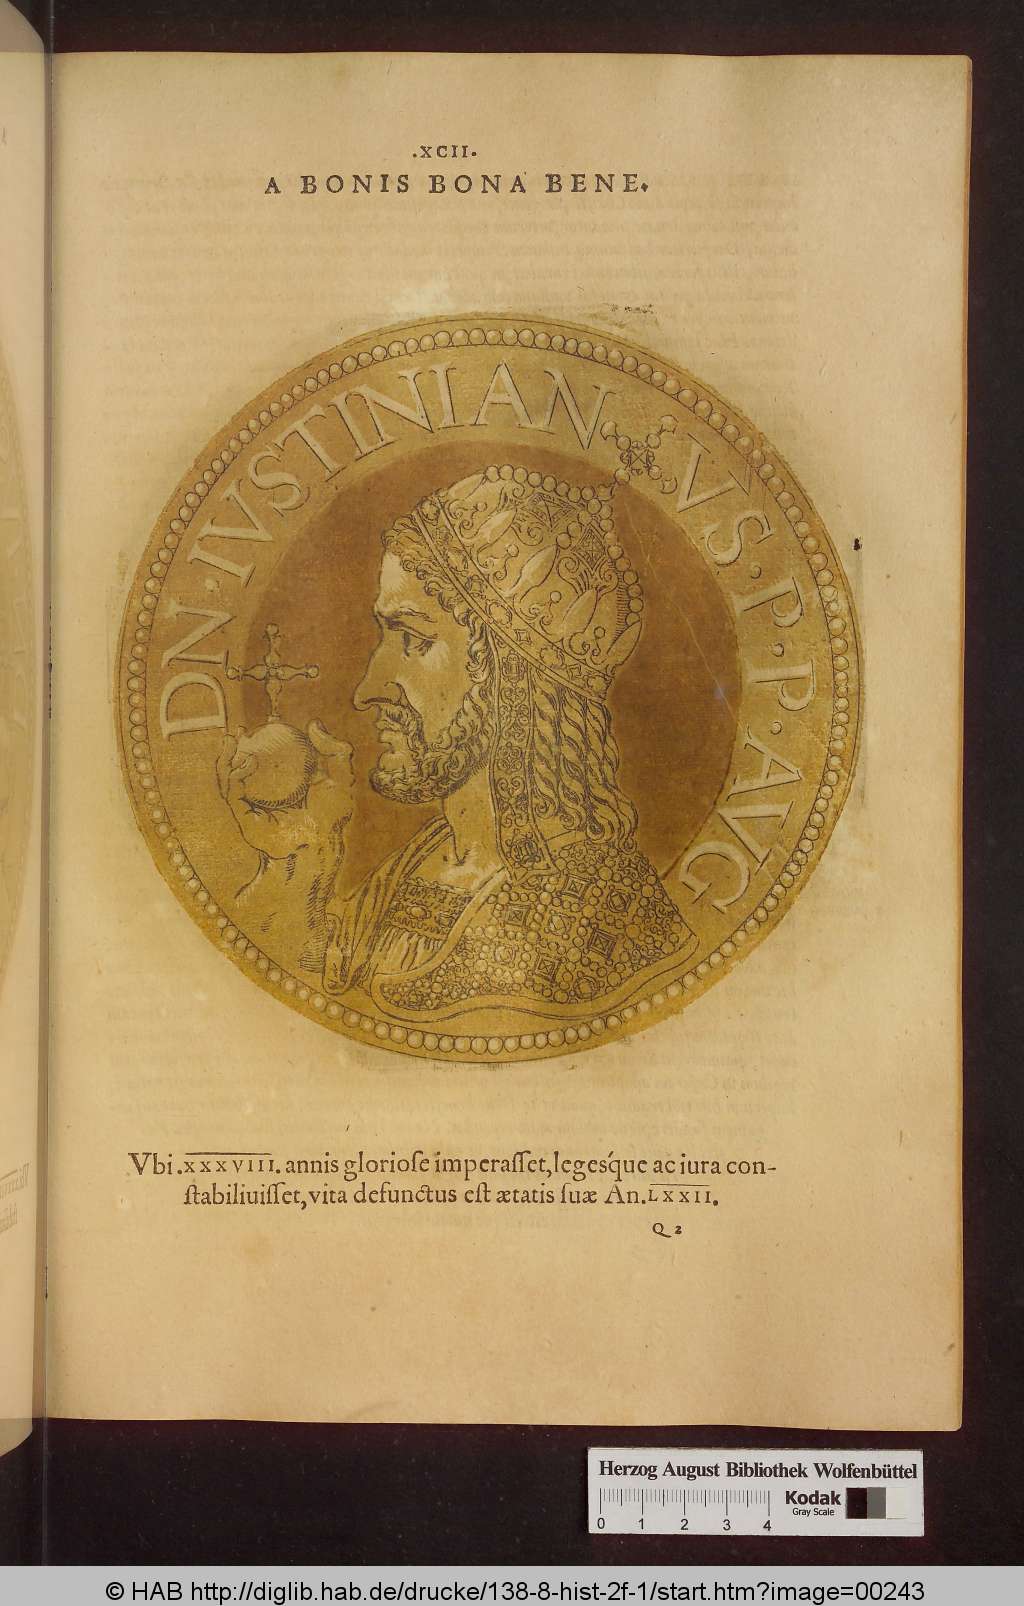 .XCII.
A BONIS BONA BENE.
DN·IVSTINIANVS·P·P·AVG
Vbi .XXXVIII. annis glorioſe imperaſſet, legesq́ue ac iura con-
ſtabiliuiſſet, vita defunctus eſt ætatis ſuæ An. LXXII.
Q 2
Herzog August Bibliothek Wolfenbüttel
Kodak
Gray Scale
0 1 2 3 4
© HAB http://diglib.hab.de/drucke/138-8-hist-2f-1/start.htm?image=00243